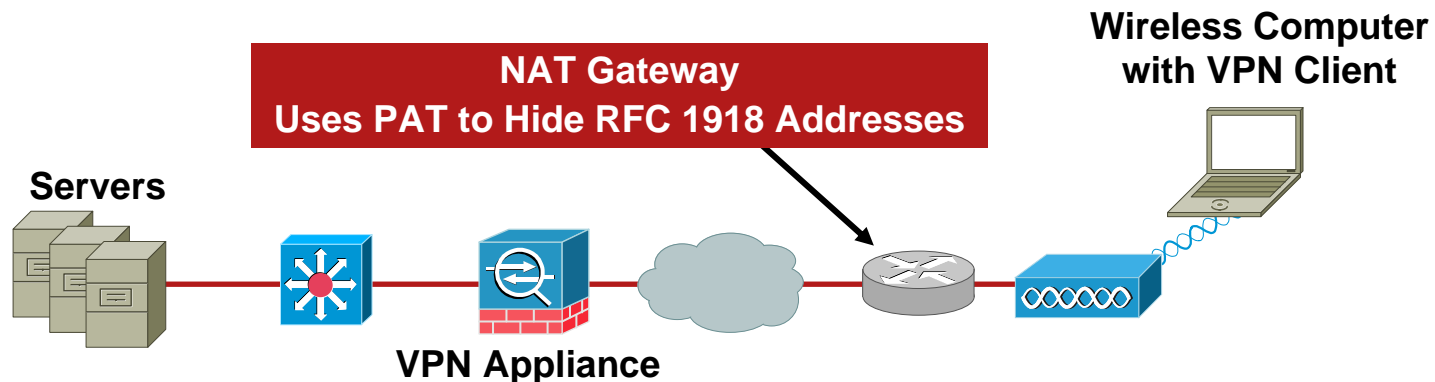 Wireless Computer
with VPN Client
NAT Gateway
Uses PAT to Hide RFC 1918 Addresses
Servers
VPN Appliance